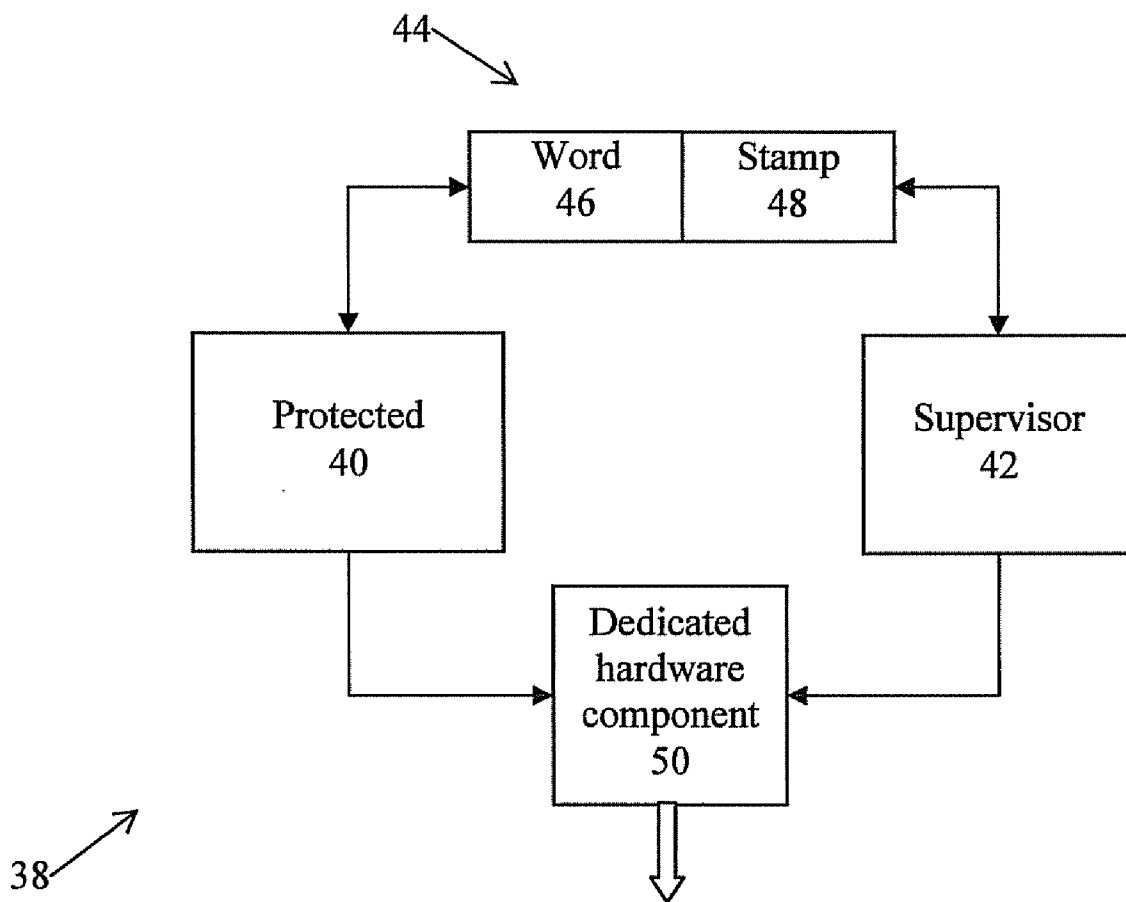 44
Word
46
Stamp
48
Protected
40
Supervisor
42
Dedicated
hardware
component
50
38